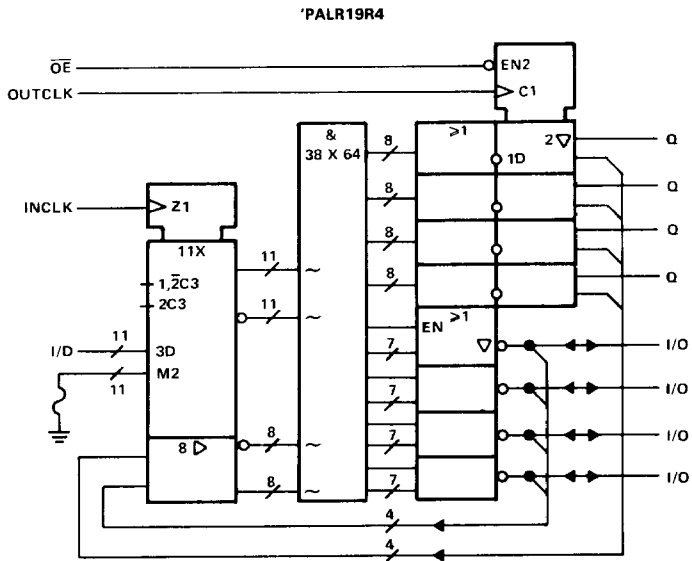 'PALR19R4
OE
EN2
OUTCLK
C1
&
38 X 64
8
≥1
2 ▽
Q
1D
8
Q
INCLK
Z1
8
Q
11X
11
~
8
Q
1,2̅C3
11
~
2C3
EN
≥1
I/D
11
3D
7
▽
I/O
11
M2
7
I/O
8 ▷
8
~
7
I/O
8
~
7
I/O
4
4